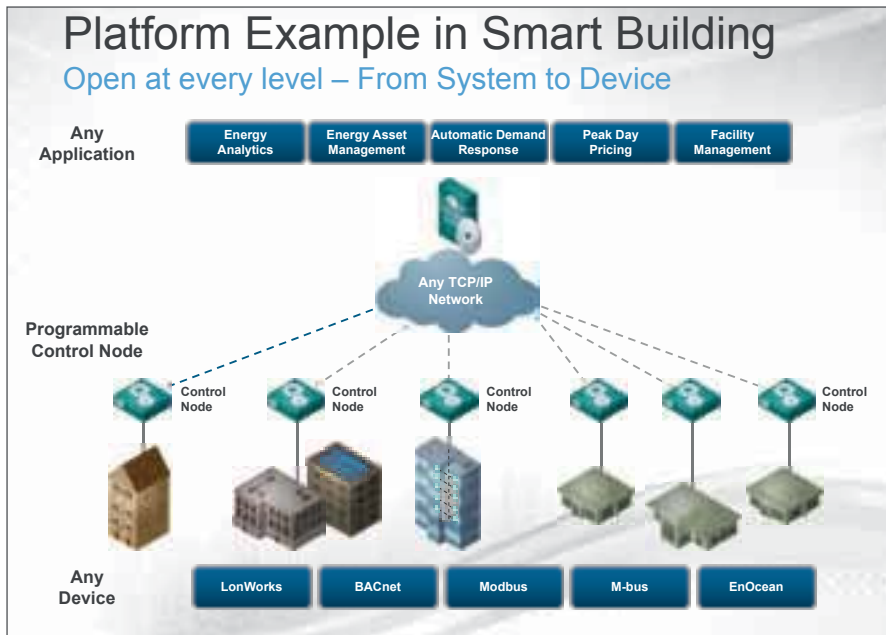 Platform Example in Smart Building
Open at every level – From System to Device
Any
Application
Energy
Analytics
Energy Asset
Management
Automatic Demand
Response
Peak Day
Pricing
Facility
Management
Any TCP/IP
Network
Programmable
Control Node
Control
Node
Control
Node
Control
Node
Control
Node
Any
Device
LonWorks
BACnet
Modbus
M-bus
EnOcean